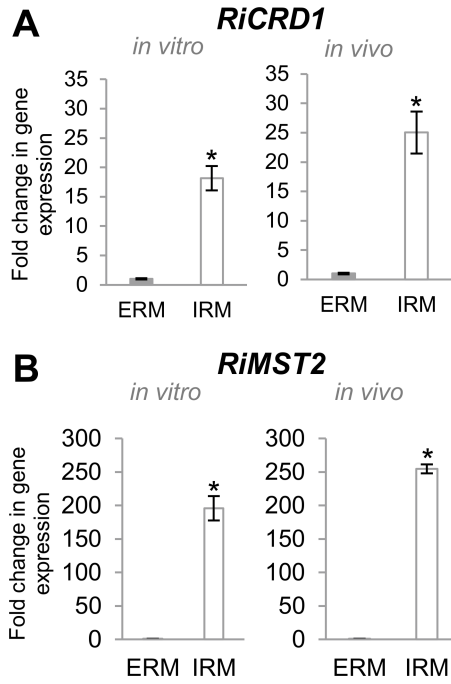 A
RiCRD1
in vitro
in vivo
Fold change in gene
expression
35
30
25
20
15
10
5
0
*
ERM
IRM
35
30
25
20
15
10
5
0
*
ERM
IRM
B
RiMST2
in vitro
in vivo
Fold change in gene
expression
300
250
200
150
100
50
0
*
ERM
IRM
300
250
200
150
100
50
0
*
ERM
IRM